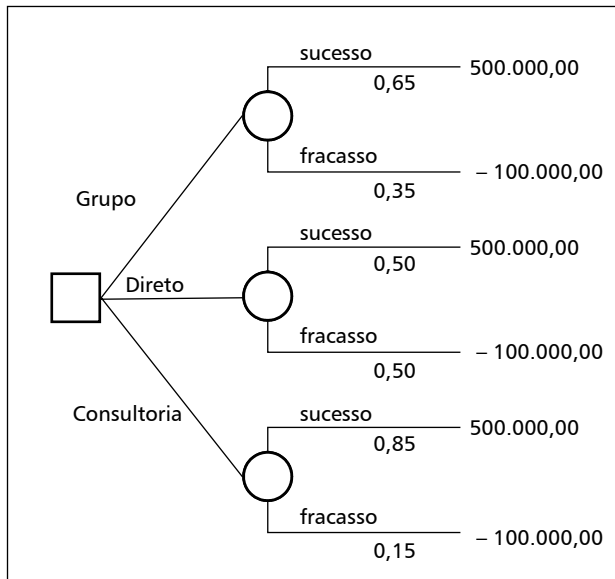 sucesso
0,65
500.000,00
fracasso
0,35
– 100.000,00
Grupo
sucesso
0,50
500.000,00
Direto
fracasso
0,50
– 100.000,00
Consultoria
sucesso
0,85
500.000,00
fracasso
0,15
– 100.000,00